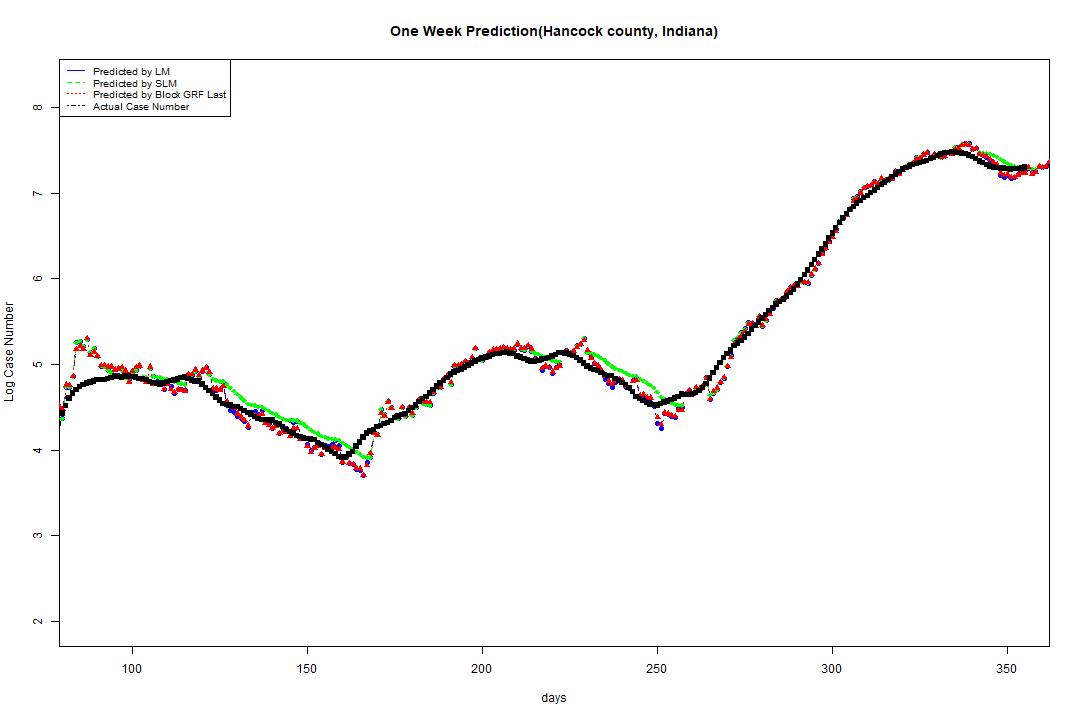 One Week Prediction(Hancock county, Indiana)
Predicted by LM
Predicted by SLM
Predicted by Block GRF Last
Actual Case Number
8
7
6
5
4
3
2
Log Case Number
100 150 200 250 300 350
days